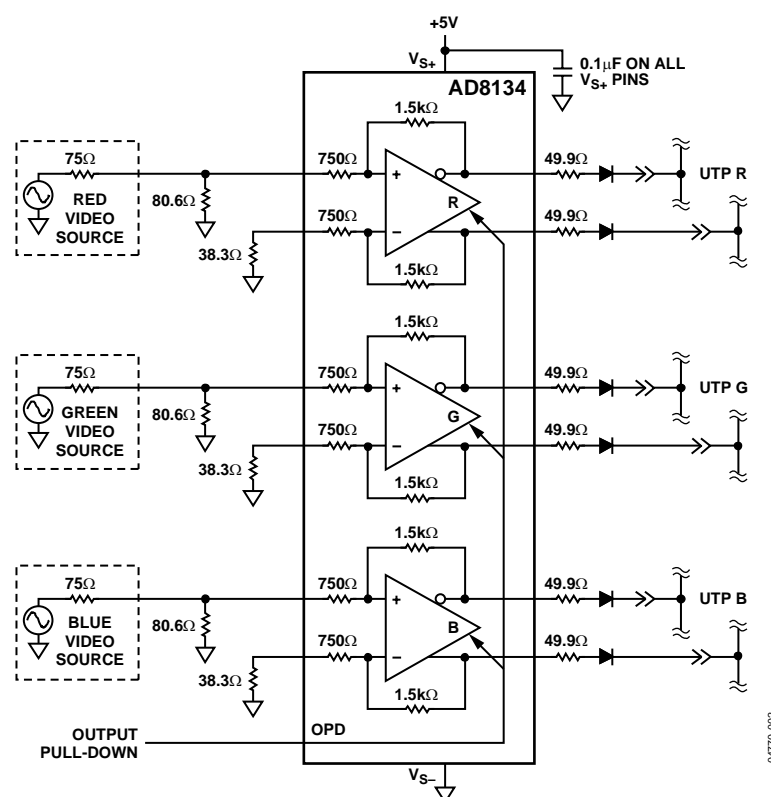 +5V
VS+
0.1μF ON ALL
VS+ PINS
AD8134
1.5kΩ
75Ω
750Ω
49.9Ω
UTP R
RED
VIDEO
SOURCE
80.6Ω
+
R
750Ω
49.9Ω
–
38.3Ω
1.5kΩ
1.5kΩ
75Ω
750Ω
49.9Ω
UTP G
GREEN
VIDEO
SOURCE
80.6Ω
+
G
750Ω
49.9Ω
–
38.3Ω
1.5kΩ
1.5kΩ
75Ω
750Ω
49.9Ω
UTP B
BLUE
VIDEO
SOURCE
80.6Ω
+
B
750Ω
49.9Ω
–
38.3Ω
1.5kΩ
OUTPUT
PULL-DOWN
OPD
VS–